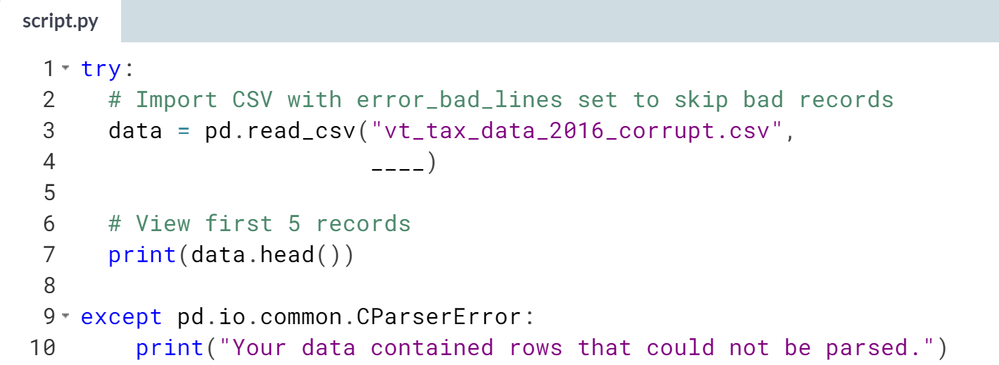 script.py
1 try:
2   # Import CSV with error_bad_lines set to skip bad records
3   data = pd.read_csv("vt_tax_data_2016_corrupt.csv",
4                      ____)
5
6   # View first 5 records
7   print(data.head())
8
9 except pd.io.common.CParserError:
10     print("Your data contained rows that could not be parsed.")